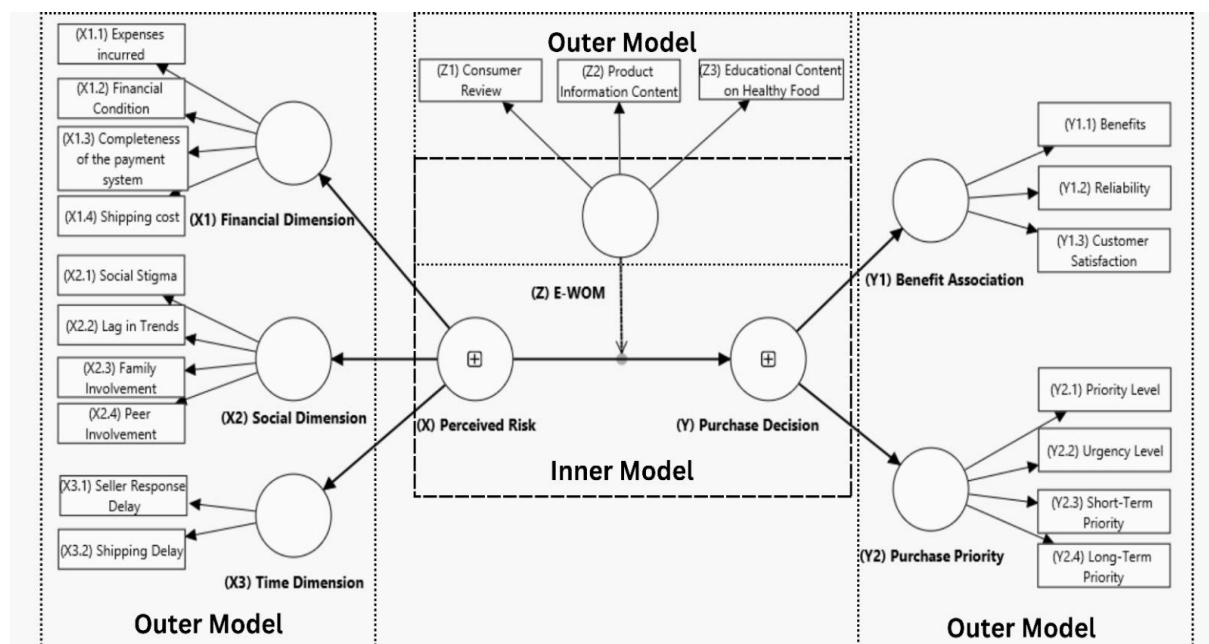 (X1.1) Expenses
incurred
(X1.2) Financial
Condition
(X1.3) Completeness
of the payment
system
(X1.4) Shipping cost
(X1) Financial Dimension
(X2.1) Social Stigma
(X2.2) Lag in Trends
(X2.3) Family
Involvement
(X2.4) Peer
Involvement
(X2) Social Dimension
(X3.1) Seller Response
Delay
(X3.2) Shipping Delay
(X3) Time Dimension
Outer Model
Outer Model
(Z1) Consumer
Review
(Z2) Product
Information Content
(Z3) Educational Content
on Healthy Food
(Z) E-WOM
(X) Perceived Risk
(Y) Purchase Decision
Inner Model
(Y1.1) Benefits
(Y1.2) Reliability
(Y1.3) Customer
Satisfaction
(Y1) Benefit Association
(Y2.1) Priority Level
(Y2.2) Urgency Level
(Y2.3) Short-Term
Priority
(Y2.4) Long-Term
Priority
(Y2) Purchase Priority
Outer Model